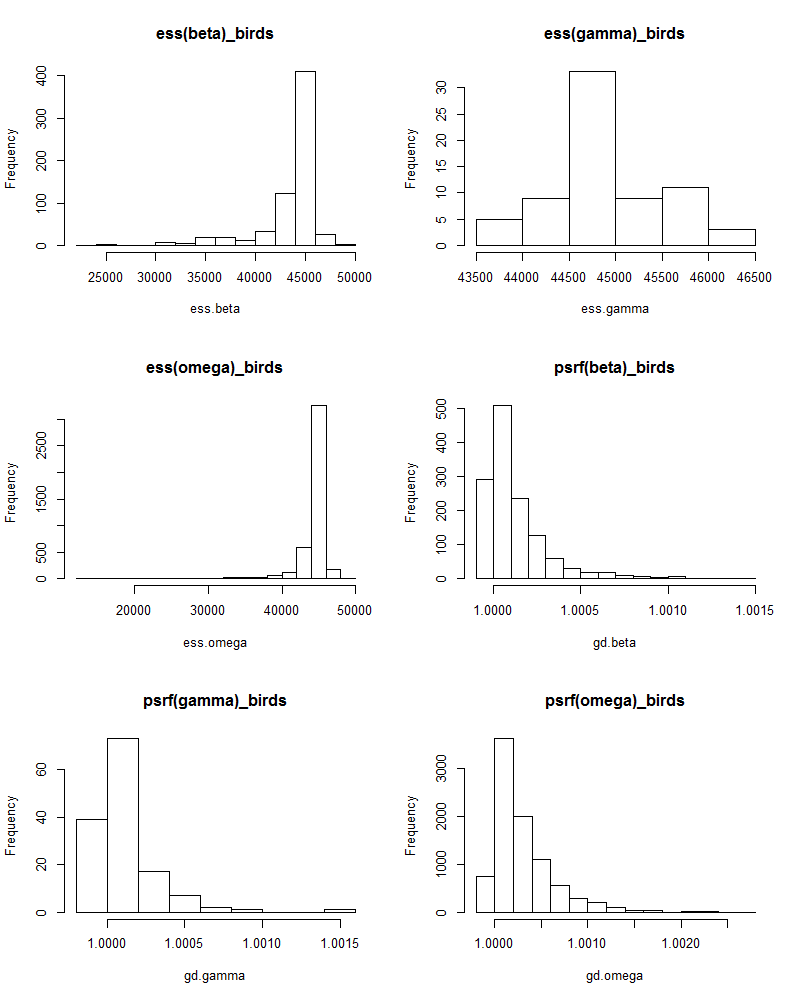 ess(beta)_birds
Frequency
0
100
200
300
400
25000 30000 35000 40000 45000 50000
ess.beta
ess(gamma)_birds
Frequency
0
5
10
15
20
25
30
43500 44000 44500 45000 45500 46000 46500
ess.gamma
ess(omega)_birds
Frequency
0
500
1500
2500
20000 30000 40000 50000
ess.omega
psrf(beta)_birds
Frequency
0
100
200
300
400
500
1.0000 1.0005 1.0010 1.0015
gd.beta
psrf(gamma)_birds
Frequency
0
20
40
60
1.0000 1.0005 1.0010 1.0015
gd.gamma
psrf(omega)_birds
Frequency
0
1000
2000
3000
1.0000 1.0010 1.0020
gd.omega